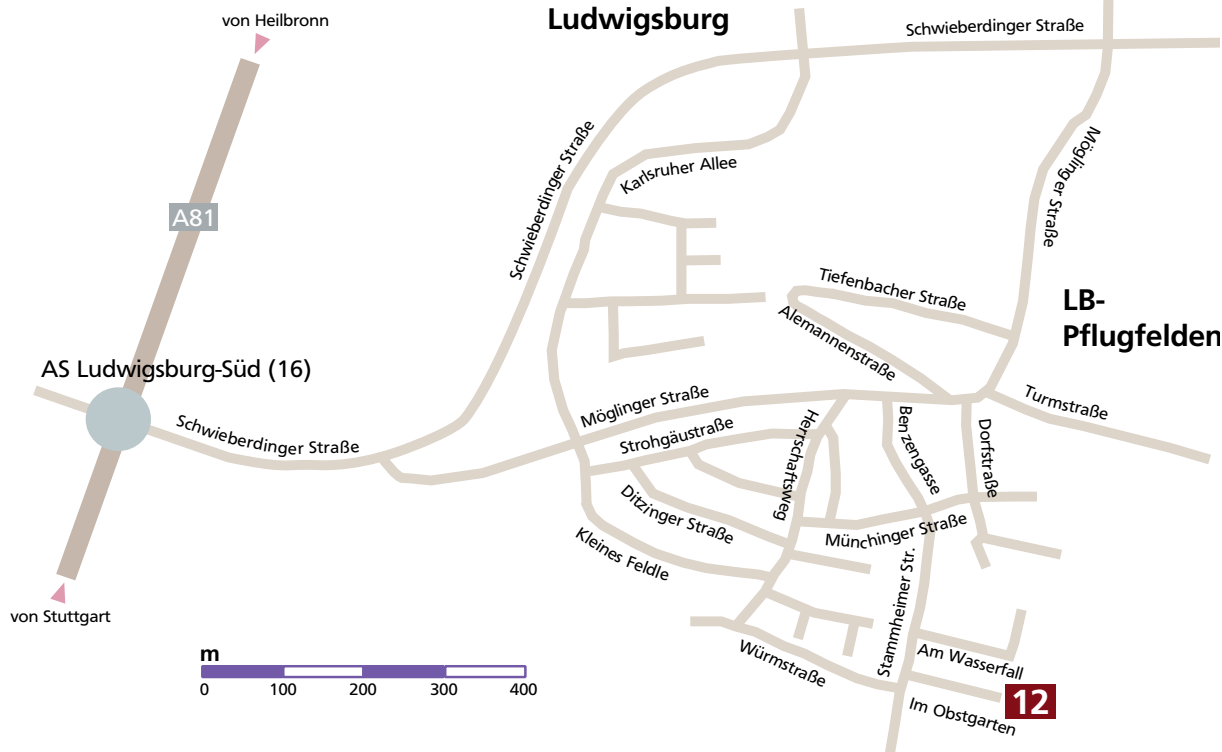 von Heilbronn
Ludwigsburg
Schwieberdinger Straße
A81
Schwieberdinger Straße
Karlsruher Allee
Möglinger Straße
Tiefenbacher Straße
Alemannenstraße
LB-
Pflugfelden
AS Ludwigsburg-Süd (16)
Schwieberdinger Straße
Möglinger Straße
Strohgäustraße
Herrschaftsweg
Benzengasse
Dorfstraße
Turmstraße
Ditzinger Straße
Münchinger Straße
Kleines Feldle
Stammheimer Str.
von Stuttgart
Würmstraße
Am Wasserfall
Im Obstgarten
12
m
0 100 200 300 400